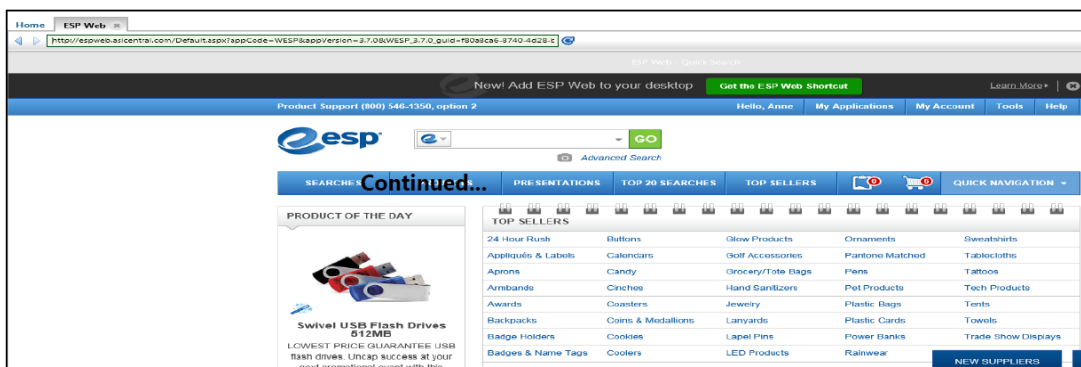 Home ESP Web
http://espweb.asicentral.com/Default.aspx?appCode=WESP&appVersion=3.7.0&WESP_3.7.0_guid=f80a8ca6-8740-4d28-b
ESP Web - Quick Search
New! Add ESP Web to your desktop Get the ESP Web Shortcut Learn More
Product Support (800) 546-1350, option 2 Hello, Anne My Applications My Account Tools Help
esp GO
Advanced Search
SEARCHES Continued... PRESENTATIONS TOP 20 SEARCHES TOP SELLERS 0 6 QUICK NAVIGATION
PRODUCT OF THE DAY
TOP SELLERS
24 Hour Rush Buttons Glow Products Ornaments Sweatshirts
Appliqués & Labels Calendars Golf Accessories Pantone Matched Tablecloths
Aprons Candy Grocery/Tote Bags Pens Tattoos
Armbands Cinches Hand Sanitizers Pet Products Tech Products
Awards Coasters Jewelry Plastic Bags Tents
Backpacks Coins & Medallions Lanyards Plastic Cards Towels
Badge Holders Cookies Lapel Pins Power Banks Trade Show Displays
Badges & Name Tags Coolers LED Products Rainwear
NEW SUPPLIERS
Swivel USB Flash Drives
512MB
LOWEST PRICE GUARANTEE USB
flash drives. Uncap success at your
next promotional event with this